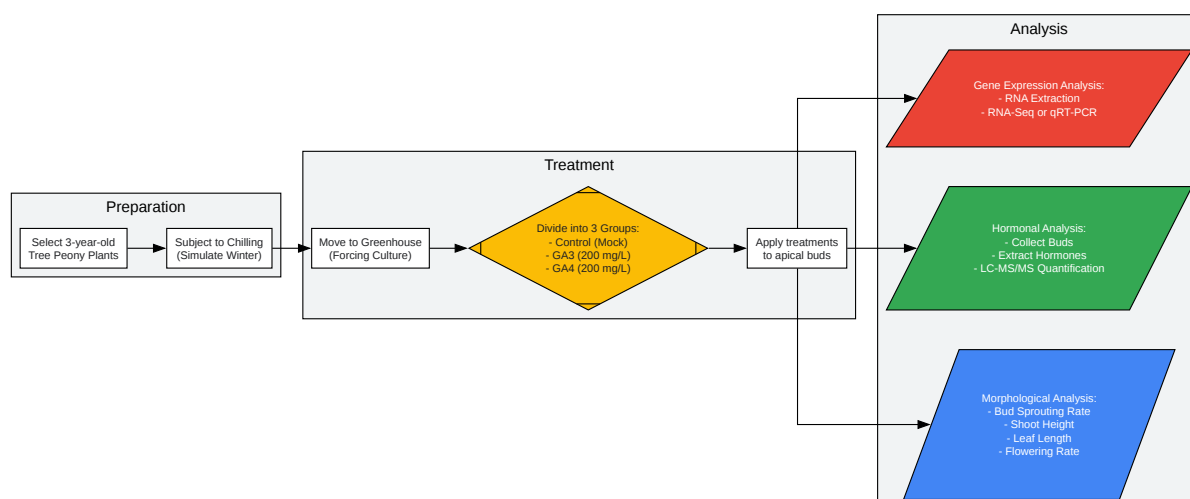 Preparation
Select 3-year-old
Tree Peony Plants
Subject to Chilling
(Simulate Winter)
Treatment
Move to Greenhouse
(Forcing Culture)
Divide into 3 Groups:
- Control (Mock)
- GA3 (200 mg/L)
- GA4 (200 mg/L)
Apply treatments
to apical buds
Analysis
Gene Expression Analysis:
- RNA Extraction
- RNA-Seq or qRT-PCR
Hormonal Analysis:
- Collect Buds
- Extract Hormones
- LC-MS/MS Quantification
Morphological Analysis:
- Bud Sprouting Rate
- Shoot Height
- Leaf Length
- Flowering Rate